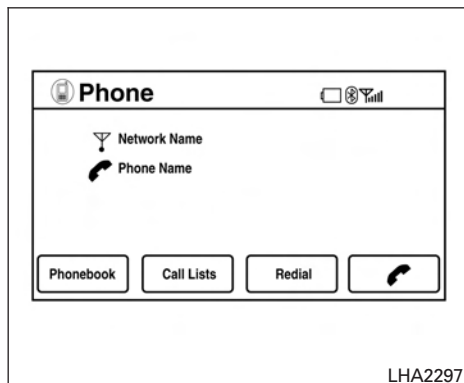 Phone
Network Name
Phone Name
Phonebook Call Lists Redial
LHA2297